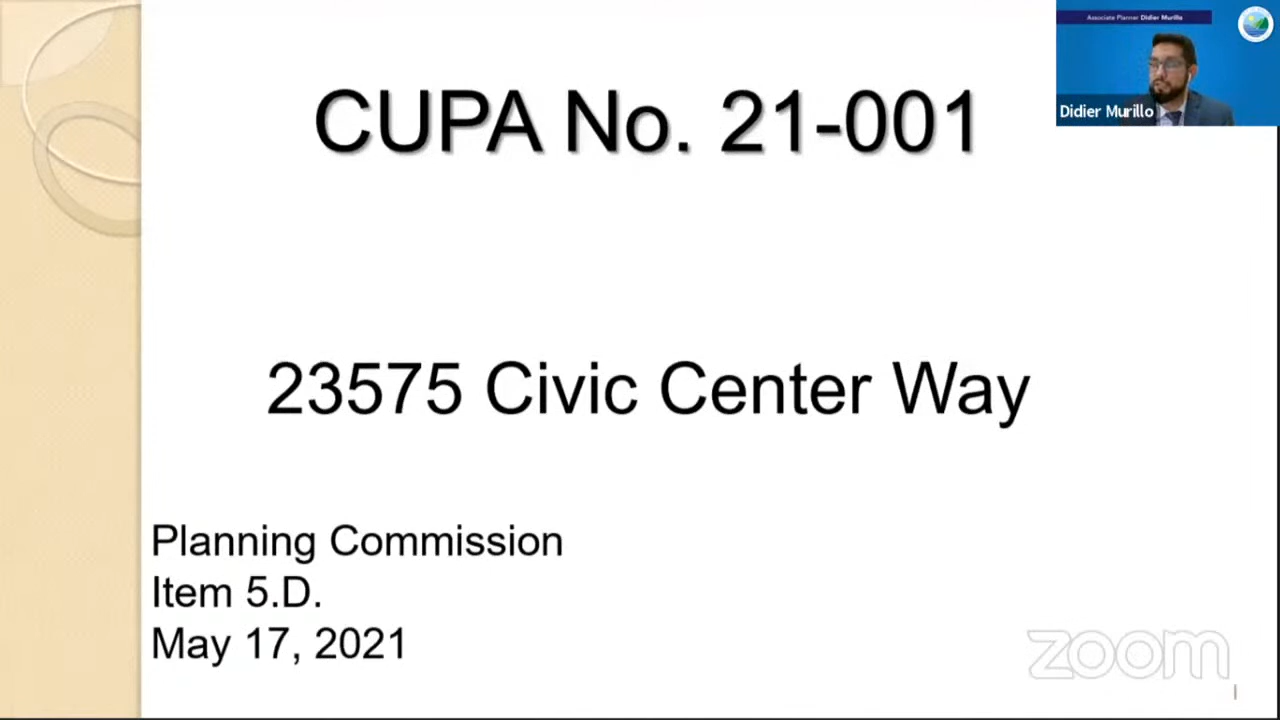 Associate Planner Didier Murillo
Didier Murillo
CUPA No. 21-001
23575 Civic Center Way
Planning Commission
Item 5.D.
May 17, 2021
zoom